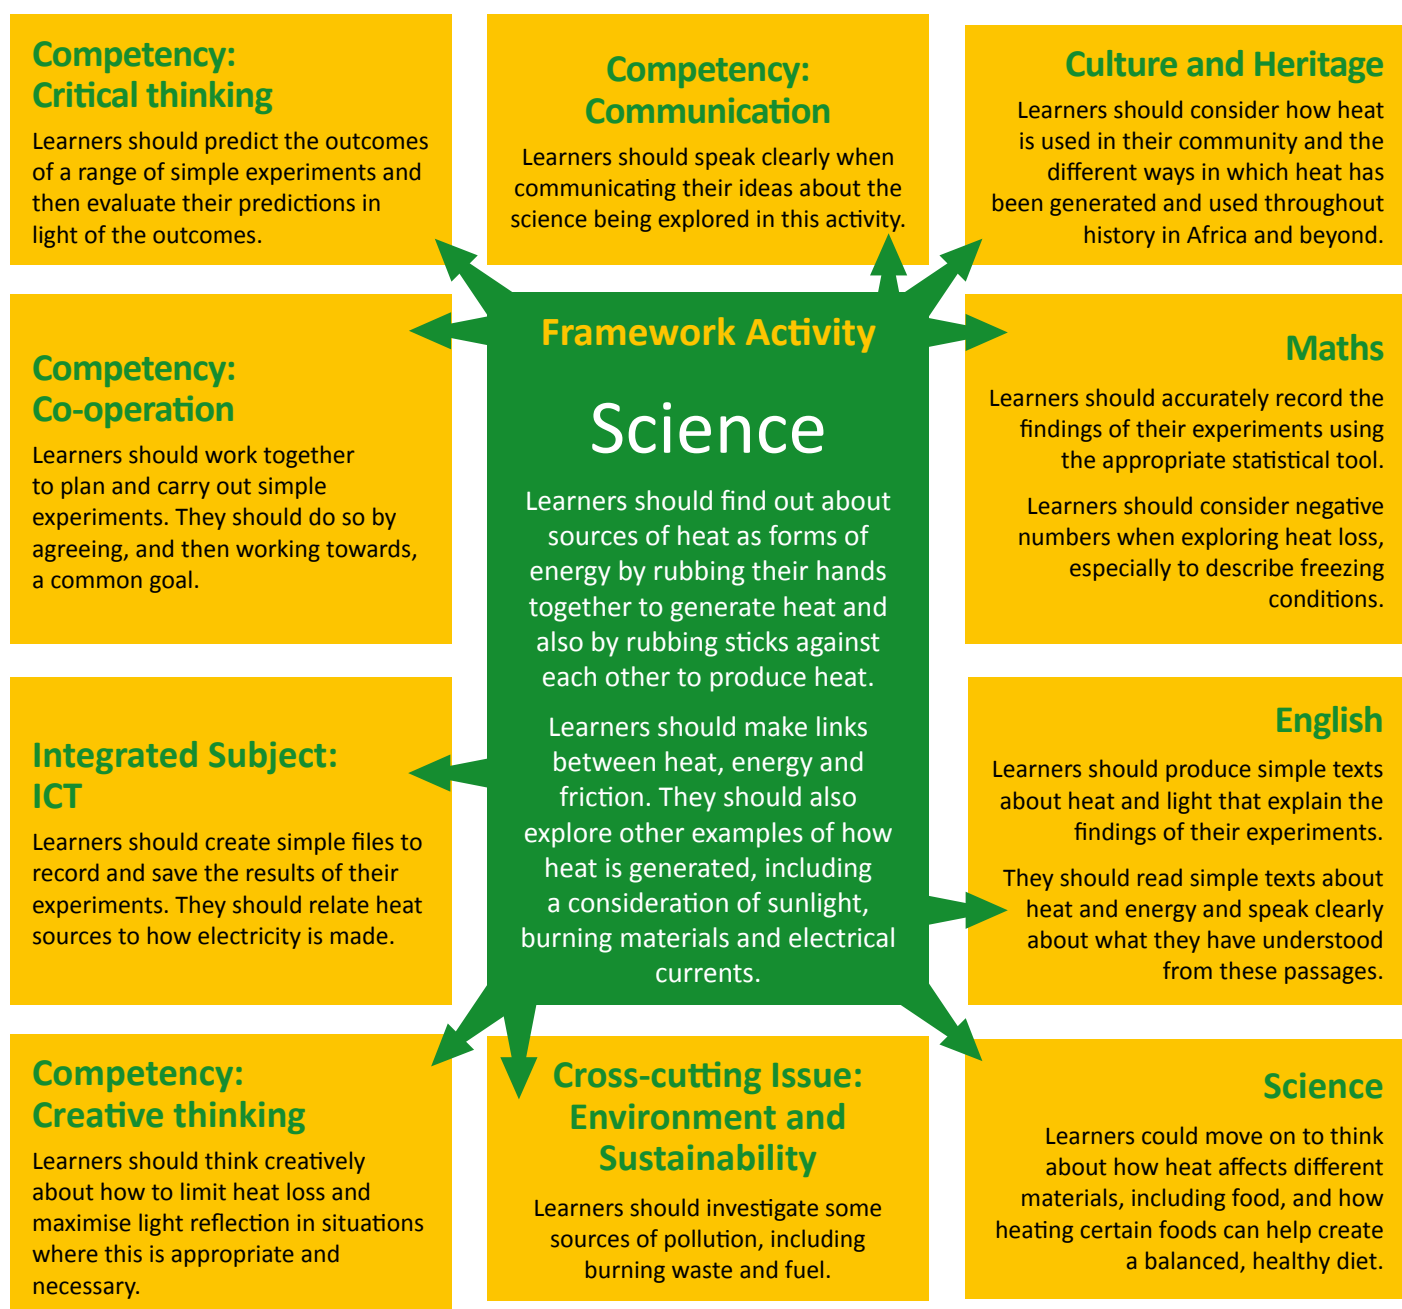 Competency:
Critical thinking
Learners should predict the outcomes
of a range of simple experiments and
then evaluate their predictions in
light of the outcomes.
Competency:
Communication
Learners should speak clearly when
communicating their ideas about the
science being explored in this activity.
Culture and Heritage
Learners should consider how heat
is used in their community and the
different ways in which heat has
been generated and used throughout
history in Africa and beyond.
Competency:
Co-operation
Learners should work together
to plan and carry out simple
experiments. They should do so by
agreeing, and then working towards,
a common goal.
Framework Activity
Science
Learners should find out about
sources of heat as forms of
energy by rubbing their hands
together to generate heat and
also by rubbing sticks against
each other to produce heat.
Learners should make links
between heat, energy and
friction. They should also
explore other examples of how
heat is generated, including
a consideration of sunlight,
burning materials and electrical
currents.
Maths
Learners should accurately record the
findings of their experiments using
the appropriate statistical tool.
Learners should consider negative
numbers when exploring heat loss,
especially to describe freezing
conditions.
Integrated Subject:
ICT
Learners should create simple files to
record and save the results of their
experiments. They should relate heat
sources to how electricity is made.
English
Learners should produce simple texts
about heat and light that explain the
findings of their experiments.
They should read simple texts about
heat and energy and speak clearly
about what they have understood
from these passages.
Competency:
Creative thinking
Learners should think creatively
about how to limit heat loss and
maximise light reflection in situations
where this is appropriate and
necessary.
Cross-cutting Issue:
Environment and
Sustainability
Learners should investigate some
sources of pollution, including
burning waste and fuel.
Science
Learners could move on to think
about how heat affects different
materials, including food, and how
heating certain foods can help create
a balanced, healthy diet.